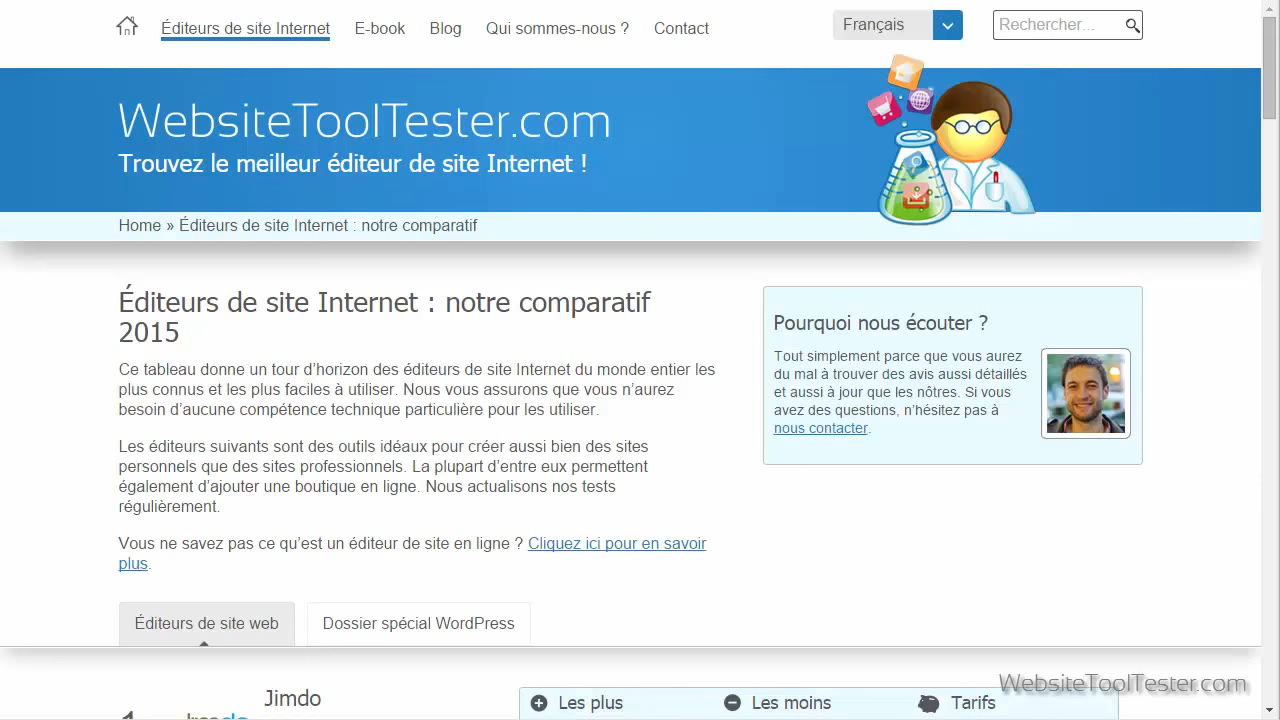 Éditeurs de site Internet E-book Blog Qui sommes-nous ? Contact Français Rechercher...
WebsiteToolTester.com
Trouvez le meilleur éditeur de site Internet !
Home » Éditeurs de site Internet : notre comparatif
Éditeurs de site Internet : notre comparatif
2015
Ce tableau donne un tour d’horizon des éditeurs de site Internet du monde entier les
plus connus et les plus faciles à utiliser. Nous vous assurons que vous n’aurez
besoin d’aucune compétence technique particulière pour les utiliser.
Les éditeurs suivants sont des outils idéaux pour créer aussi bien des sites
personnels que des sites professionnels. La plupart d’entre eux permettent
également d’ajouter une boutique en ligne. Nous actualisons nos tests
régulièrement.
Vous ne savez pas ce qu’est un éditeur de site en ligne ? Cliquez ici pour en savoir
plus.
Pourquoi nous écouter ?
Tout simplement parce que vous aurez
du mal à trouver des avis aussi détaillés
et aussi à jour que les nôtres. Si vous
avez des questions, n’hésitez pas à
nous contacter.
Éditeurs de site web Dossier spécial WordPress
Jimdo
Les plus Les moins Tarifs
WebsiteToolTester.com